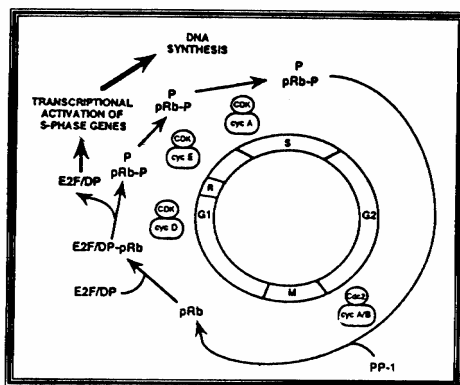 DNA
SYNTHESIS
P
pRb-P
P
pRb-P
CDK
cyc A
TRANSCRIPTIONAL
ACTIVATION OF
S-PHASE GENES
CDK
cyc E
P
pRb-P
S
E2F/DP
R
CDK
cyc D
G1
G2
E2F/DP-pRb
E2F/DP
M
Cdc2
cyc A/B
pRb
PP-1